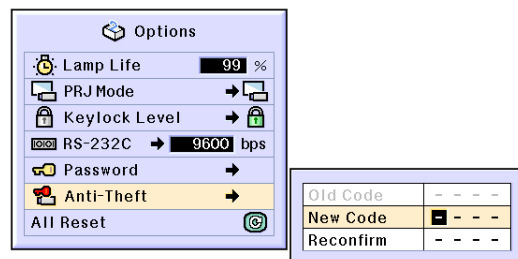 Options
Lamp Life 99 %
PRJ Mode
Keylock Level
RS-232C 9600 bps
Password
Anti-Theft
All Reset
Old Code - - - -
New Code - - - -
Reconfirm - - - -